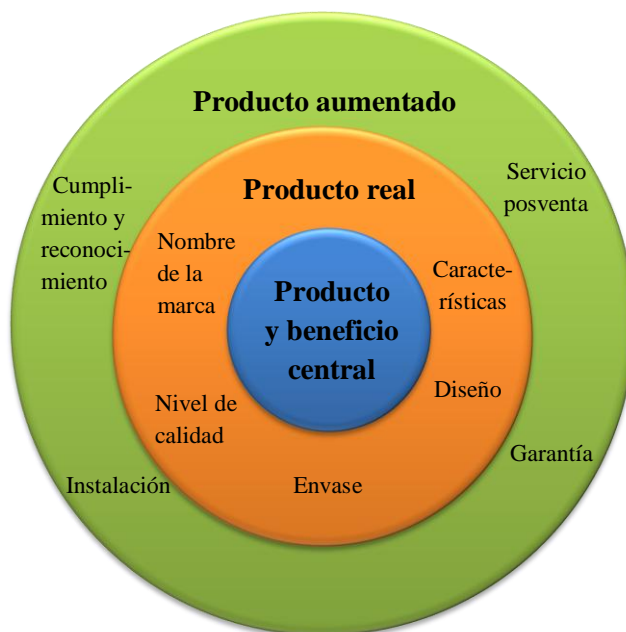 Producto aumentado
Cumpli-
miento y
reconoci-
miento
Servicio
posventa
Producto real
Nombre
de la
marca
Caracte-
rísticas
Producto
y beneficio
central
Nivel de
calidad
Diseño
Envase
Instalación
Garantía